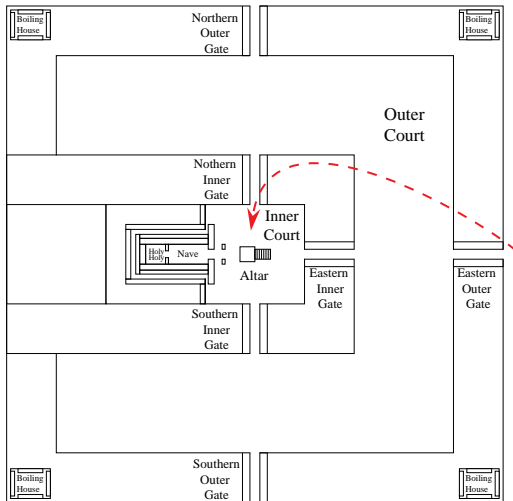 Boiling
House
Northern
Outer
Gate
Boiling
House
Outer
Court
Nothern
Inner
Gate
Inner
Court
Holy
Holy
Nave
Altar
Eastern
Inner
Gate
Eastern
Outer
Gate
Southern
Inner
Gate
Southern
Outer
Gate
Boiling
House
Boiling
House